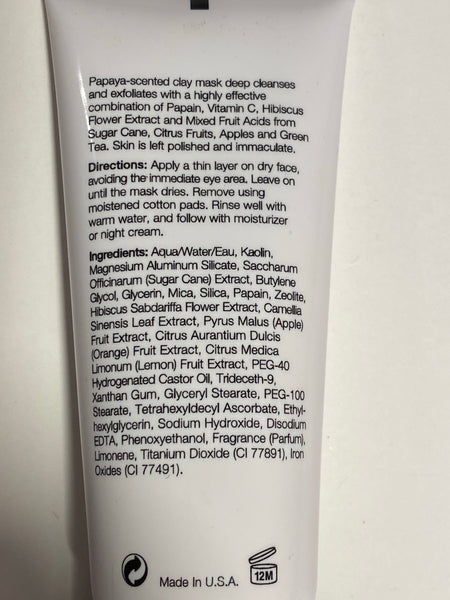 Papaya-scented clay mask deep cleanses
and exfoliates with a highly effective
combination of Papain, Vitamin C, Hibiscus
Flower Extract and Mixed Fruit Acids from
Sugar Cane, Citrus Fruits, Apples and Green
Tea. Skin is left polished and immaculate.
Directions: Apply a thin layer on dry face,
avoiding the immediate eye area. Leave on
until the mask dries. Remove using
moistened cotton pads. Rinse well with
warm water, and follow with moisturizer
or night cream.
Ingredients: Aqua/Water/Eau, Kaolin,
Magnesium Aluminum Silicate, Saccharum
Officinarum (Sugar Cane) Extract, Butylene
Glycol, Glycerin, Mica, Silica, Papain, Zeolite,
Hibiscus Sabdariffa Flower Extract, Camellia
Sinensis Leaf Extract, Pyrus Malus (Apple)
Fruit Extract, Citrus Aurantium Dulcis
(Orange) Fruit Extract, Citrus Medica
Limonum (Lemon) Fruit Extract, PEG-40
Hydrogenated Castor Oil, Trideceth-9,
Xanthan Gum, Glyceryl Stearate, PEG-100
Stearate, Tetrahexyldecyl Ascorbate, Ethyl-
hexylglycerin, Sodium Hydroxide, Disodium
EDTA, Phenoxyethanol, Fragrance (Parfum),
Limonene, Titanium Dioxide (CI 77891), Iron
Oxides (CI 77491).
Made In U.S.A.
12M